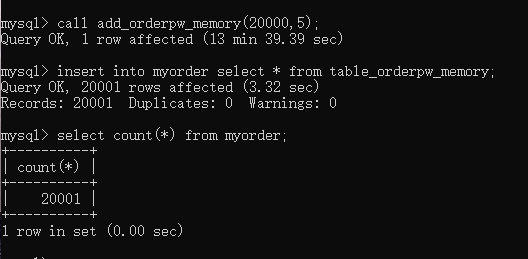 mysql> call add_orderpw_memory(20000,5);
Query OK, 1 row affected (13 min 39.39 sec)
mysql> insert into myorder select * from table_orderpw_memory;
Query OK, 20001 rows affected (3.32 sec)
Records: 20001  Duplicates: 0  Warnings: 0
mysql> select count(*) from myorder;
+----------+
| count(*) |
+----------+
|    20001 |
+----------+
1 row in set (0.00 sec)